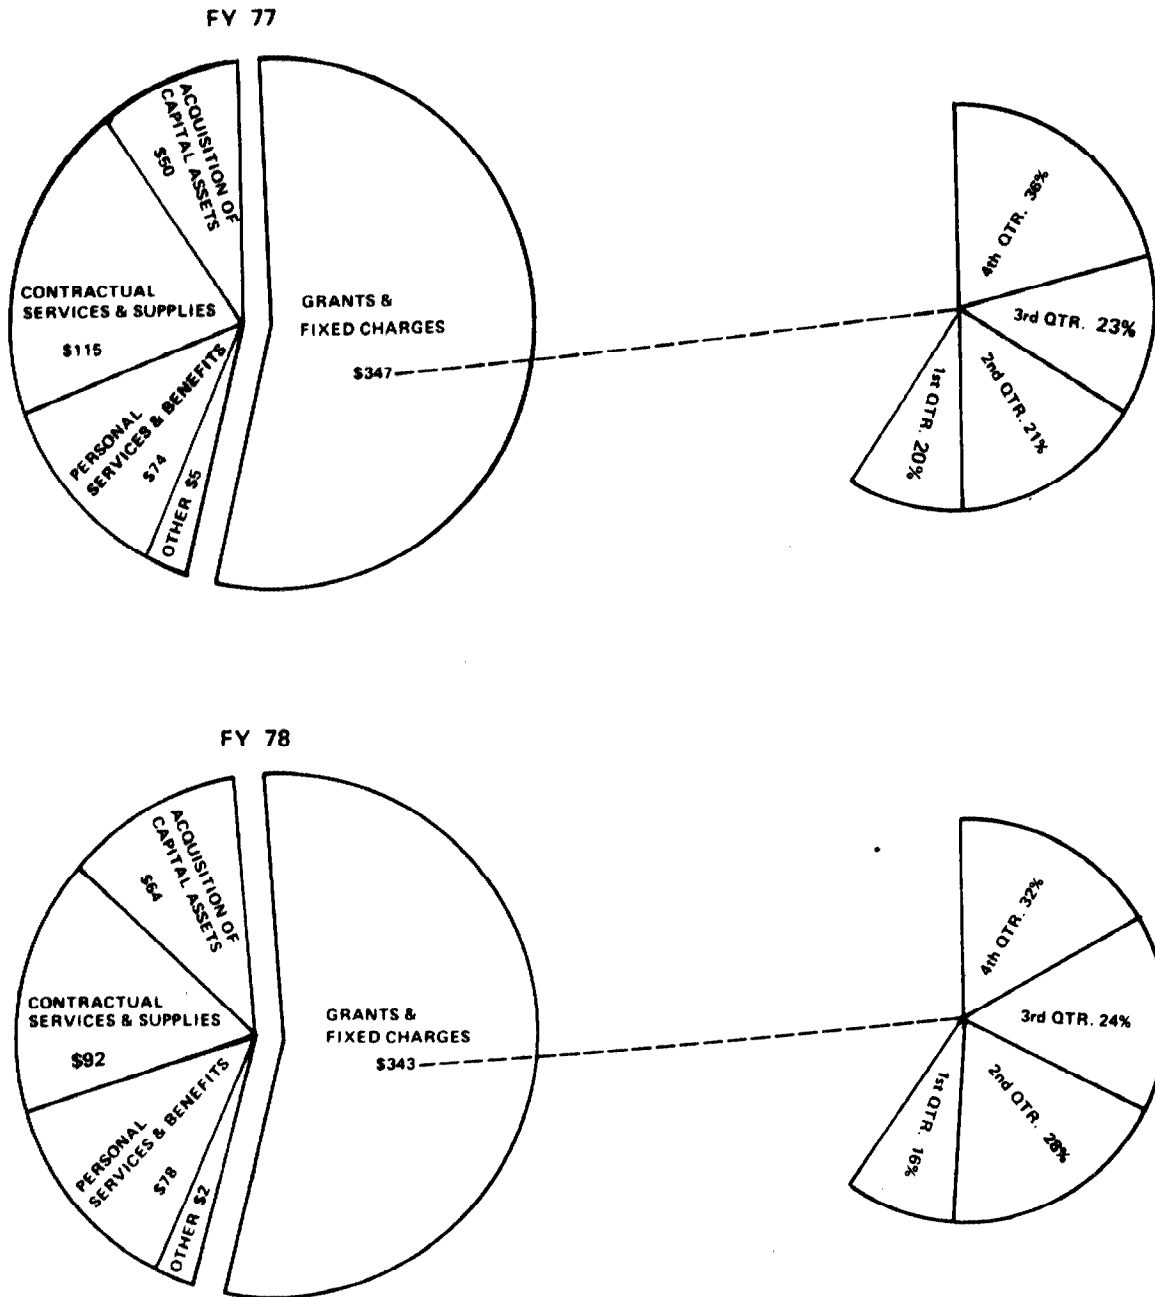 FY 77
ACQUISITION OF
CAPITAL ASSETS
$50
CONTRACTUAL
SERVICES & SUPPLIES
$115
PERSONAL
SERVICES & BENEFITS
$74
OTHER $5
GRANTS &
FIXED CHARGES
$347
4th QTR. 36%
3rd QTR. 23%
2nd QTR. 21%
1st QTR. 20%
FY 78
ACQUISITION OF
CAPITAL ASSETS
$64
CONTRACTUAL
SERVICES & SUPPLIES
$92
PERSONAL
SERVICES & BENEFITS
$78
OTHER $2
GRANTS &
FIXED CHARGES
$343
4th QTR. 32%
3rd QTR. 24%
2nd QTR. 28%
1st QTR. 16%